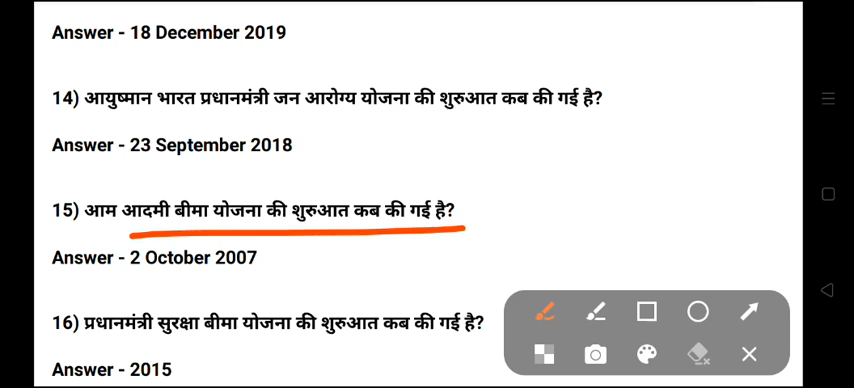 Answer - 18 December 2019
14) आयुष्मान भारत प्रधानमंत्री जन आरोग्य योजना की शुरुआत कब की गई है?
Answer - 23 September 2018
15) आम आदमी बीमा योजना की शुरुआत कब की गई है?
Answer - 2 October 2007
16) प्रधानमंत्री सुरक्षा बीमा योजना की शुरुआत कब की गई है?
Answer - 2015